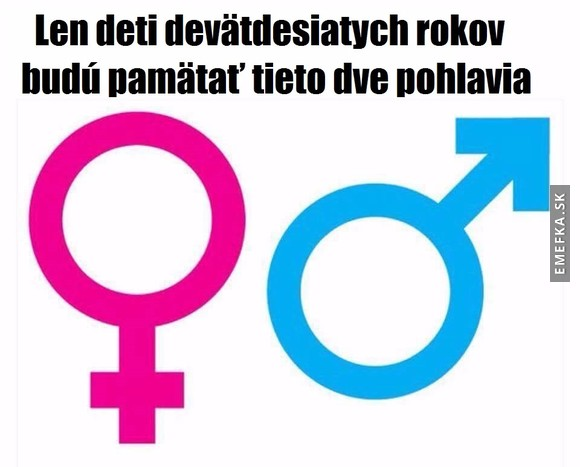 Len deti devätdesiatych rokov
budú pamätať tieto dve pohlavia
EMEFKA.SK